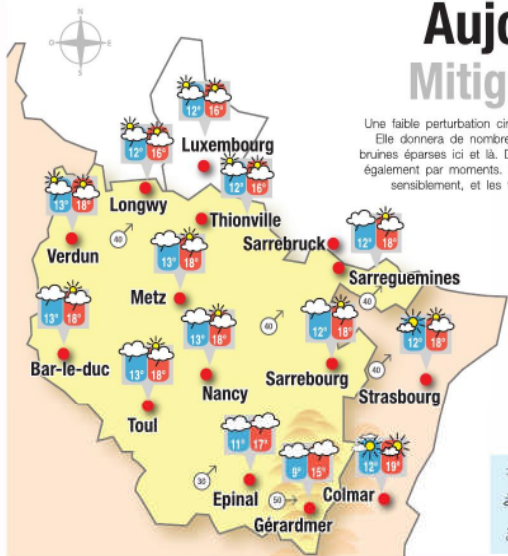 Aujo
Mitig
Une faible perturbation cir
Elle donnera de nombre
bruines éparses ici et là. D
également par moments.
sensiblement, et les
N
O
E
12° 16°
Luxembourg
12° 16°
Longwy
12° 16°
Thionville
13° 18°
Verdun
40
13° 18°
Metz
Sarrebruck
12° 18°
Sarreguemines
40
13° 18°
Bar-le-duc
13° 18°
Toul
13° 18°
Nancy
40
12° 18°
Sarrebourg
40
12° 18°
Strasbourg
11° 17°
Epinal
30
9° 15°
Gérardmer
50
12° 19°
Colmar